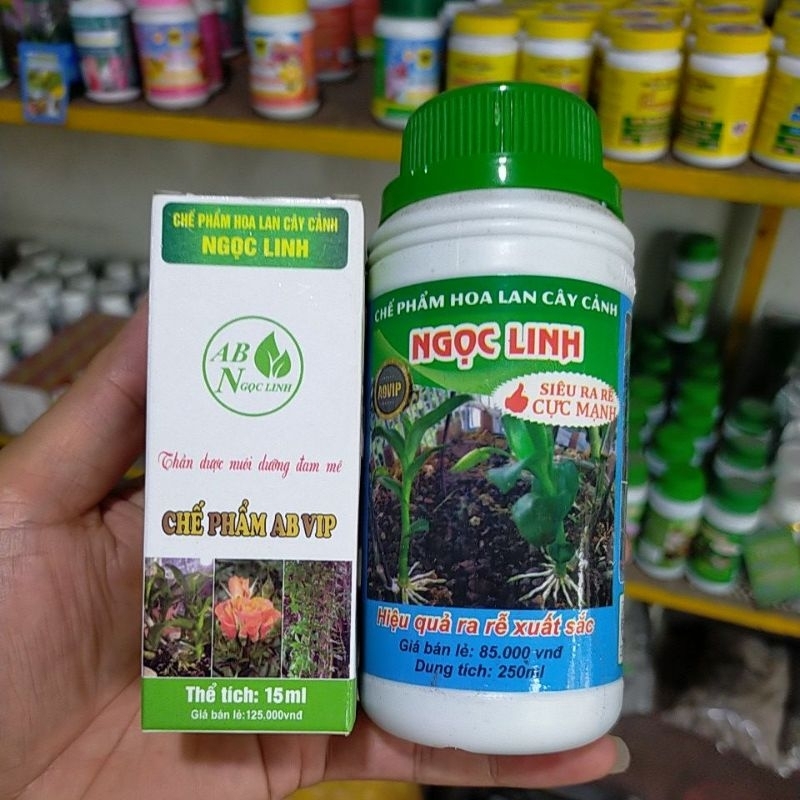 CHẾ PHẨM HOA LAN CÂY CẢNH
NGỌC LINH
AB
NGỌC LINH
Thần dược nuôi dưỡng đam mê
CHẾ PHẨM AB VIP
Thể tích: 15ml
Giá bán lẻ:125.000vnđ
CHẾ PHẨM HOA LAN CÂY CẢNH
NGỌC LINH
ABVIP
SIÊU RA RỄ
CỰC MẠNH
Hiệu quả ra rễ xuất sắc
Giá bán lẻ: 85.000 vnđ
Dung tích: 250ml